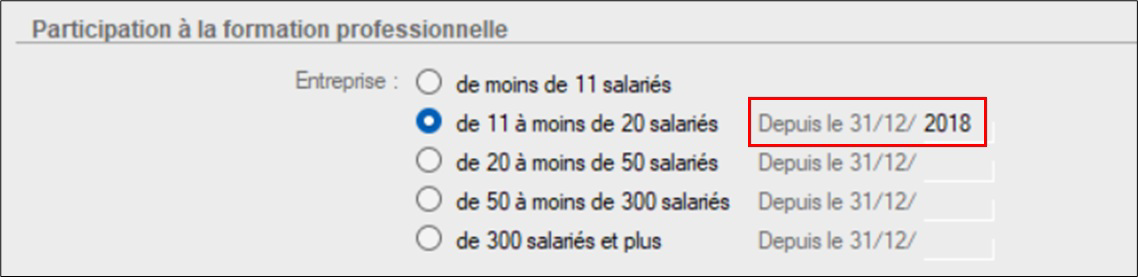 Participation à la formation professionnelle
Entreprise : de moins de 11 salariés
de 11 à moins de 20 salariés Depuis le 31/12/ 2018
de 20 à moins de 50 salariés Depuis le 31/12/
de 50 à moins de 300 salariés Depuis le 31/12/
de 300 salariés et plus Depuis le 31/12/